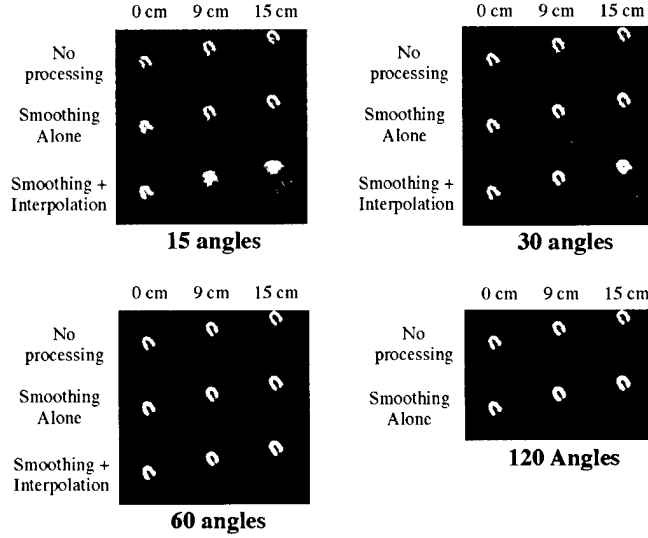 0 cm 9 cm 15 cm
No
processing
Smoothing
Alone
Smoothing +
Interpolation
15 angles
0 cm 9 cm 15 cm
No
processing
Smoothing
Alone
Smoothing +
Interpolation
30 angles
0 cm 9 cm 15 cm
No
processing
Smoothing
Alone
Smoothing +
Interpolation
60 angles
0 cm 9 cm 15 cm
No
processing
Smoothing
Alone
120 Angles